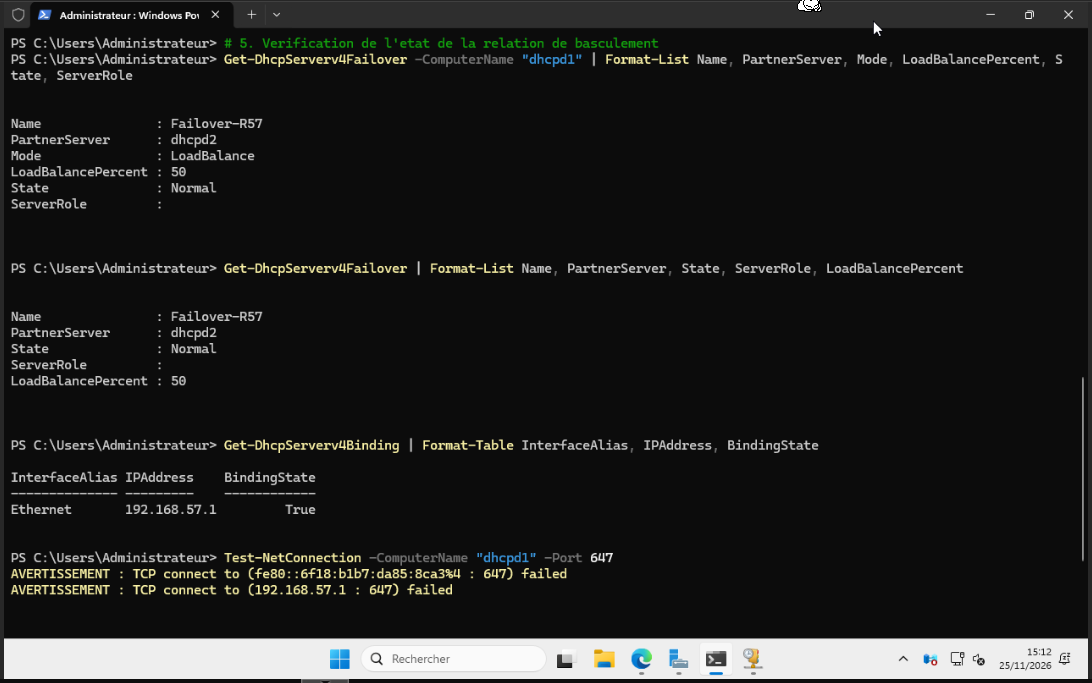 Administrateur : Windows Pov
PS C:\Users\Administrateur> # 5. Verification de l'etat de la relation de basculement
PS C:\Users\Administrateur> Get-DhcpServerv4Failover -ComputerName "dhcpd1" | Format-List Name, PartnerServer, Mode, LoadBalancePercent, S
tate, ServerRole
Name : Failover-R57
PartnerServer : dhcpd2
Mode : LoadBalance
LoadBalancePercent : 50
State : Normal
ServerRole :
PS C:\Users\Administrateur> Get-DhcpServerv4Failover | Format-List Name, PartnerServer, State, ServerRole, LoadBalancePercent
Name : Failover-R57
PartnerServer : dhcpd2
State : Normal
ServerRole :
LoadBalancePercent : 50
PS C:\Users\Administrateur> Get-DhcpServerv4Binding | Format-Table InterfaceAlias, IPAddress, BindingState
InterfaceAlias IPAddress BindingState
-------------- --------- ------------
Ethernet 192.168.57.1 True
PS C:\Users\Administrateur> Test-NetConnection -ComputerName "dhcpd1" -Port 647
AVERTISSEMENT : TCP connect to (fe80::6f18:b1b7:da85:8ca3%4 : 647) failed
AVERTISSEMENT : TCP connect to (192.168.57.1 : 647) failed
Rechercher
15:12
25/11/2026